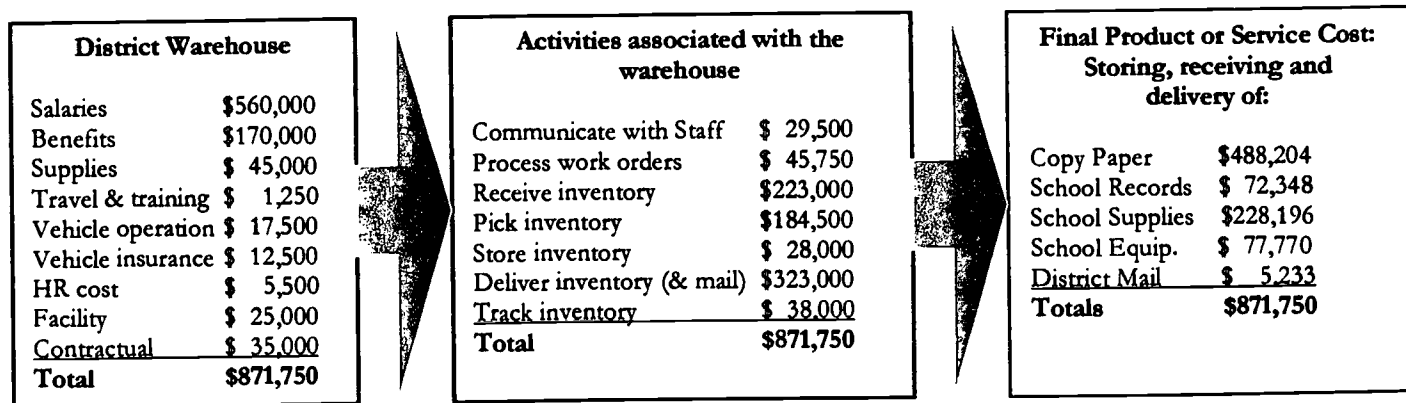 District Warehouse
Salaries $560,000
Benefits $170,000
Supplies $ 45,000
Travel & training $ 1,250
Vehicle operation $ 17,500
Vehicle insurance $ 12,500
HR cost $ 5,500
Facility $ 25,000
Contractual $ 35,000
Total $871,750
Activities associated with the
warehouse
Communicate with Staff $ 29,500
Process work orders $ 45,750
Receive inventory $223,000
Pick inventory $184,500
Store inventory $ 28,000
Deliver inventory (& mail) $323,000
Track inventory $ 38,000
Total $871,750
Final Product or Service Cost:
Storing, receiving and
delivery of:
Copy Paper $488,204
School Records $ 72,348
School Supplies $228,196
School Equip. $ 77,770
District Mail $ 5,233
Totals $871,750